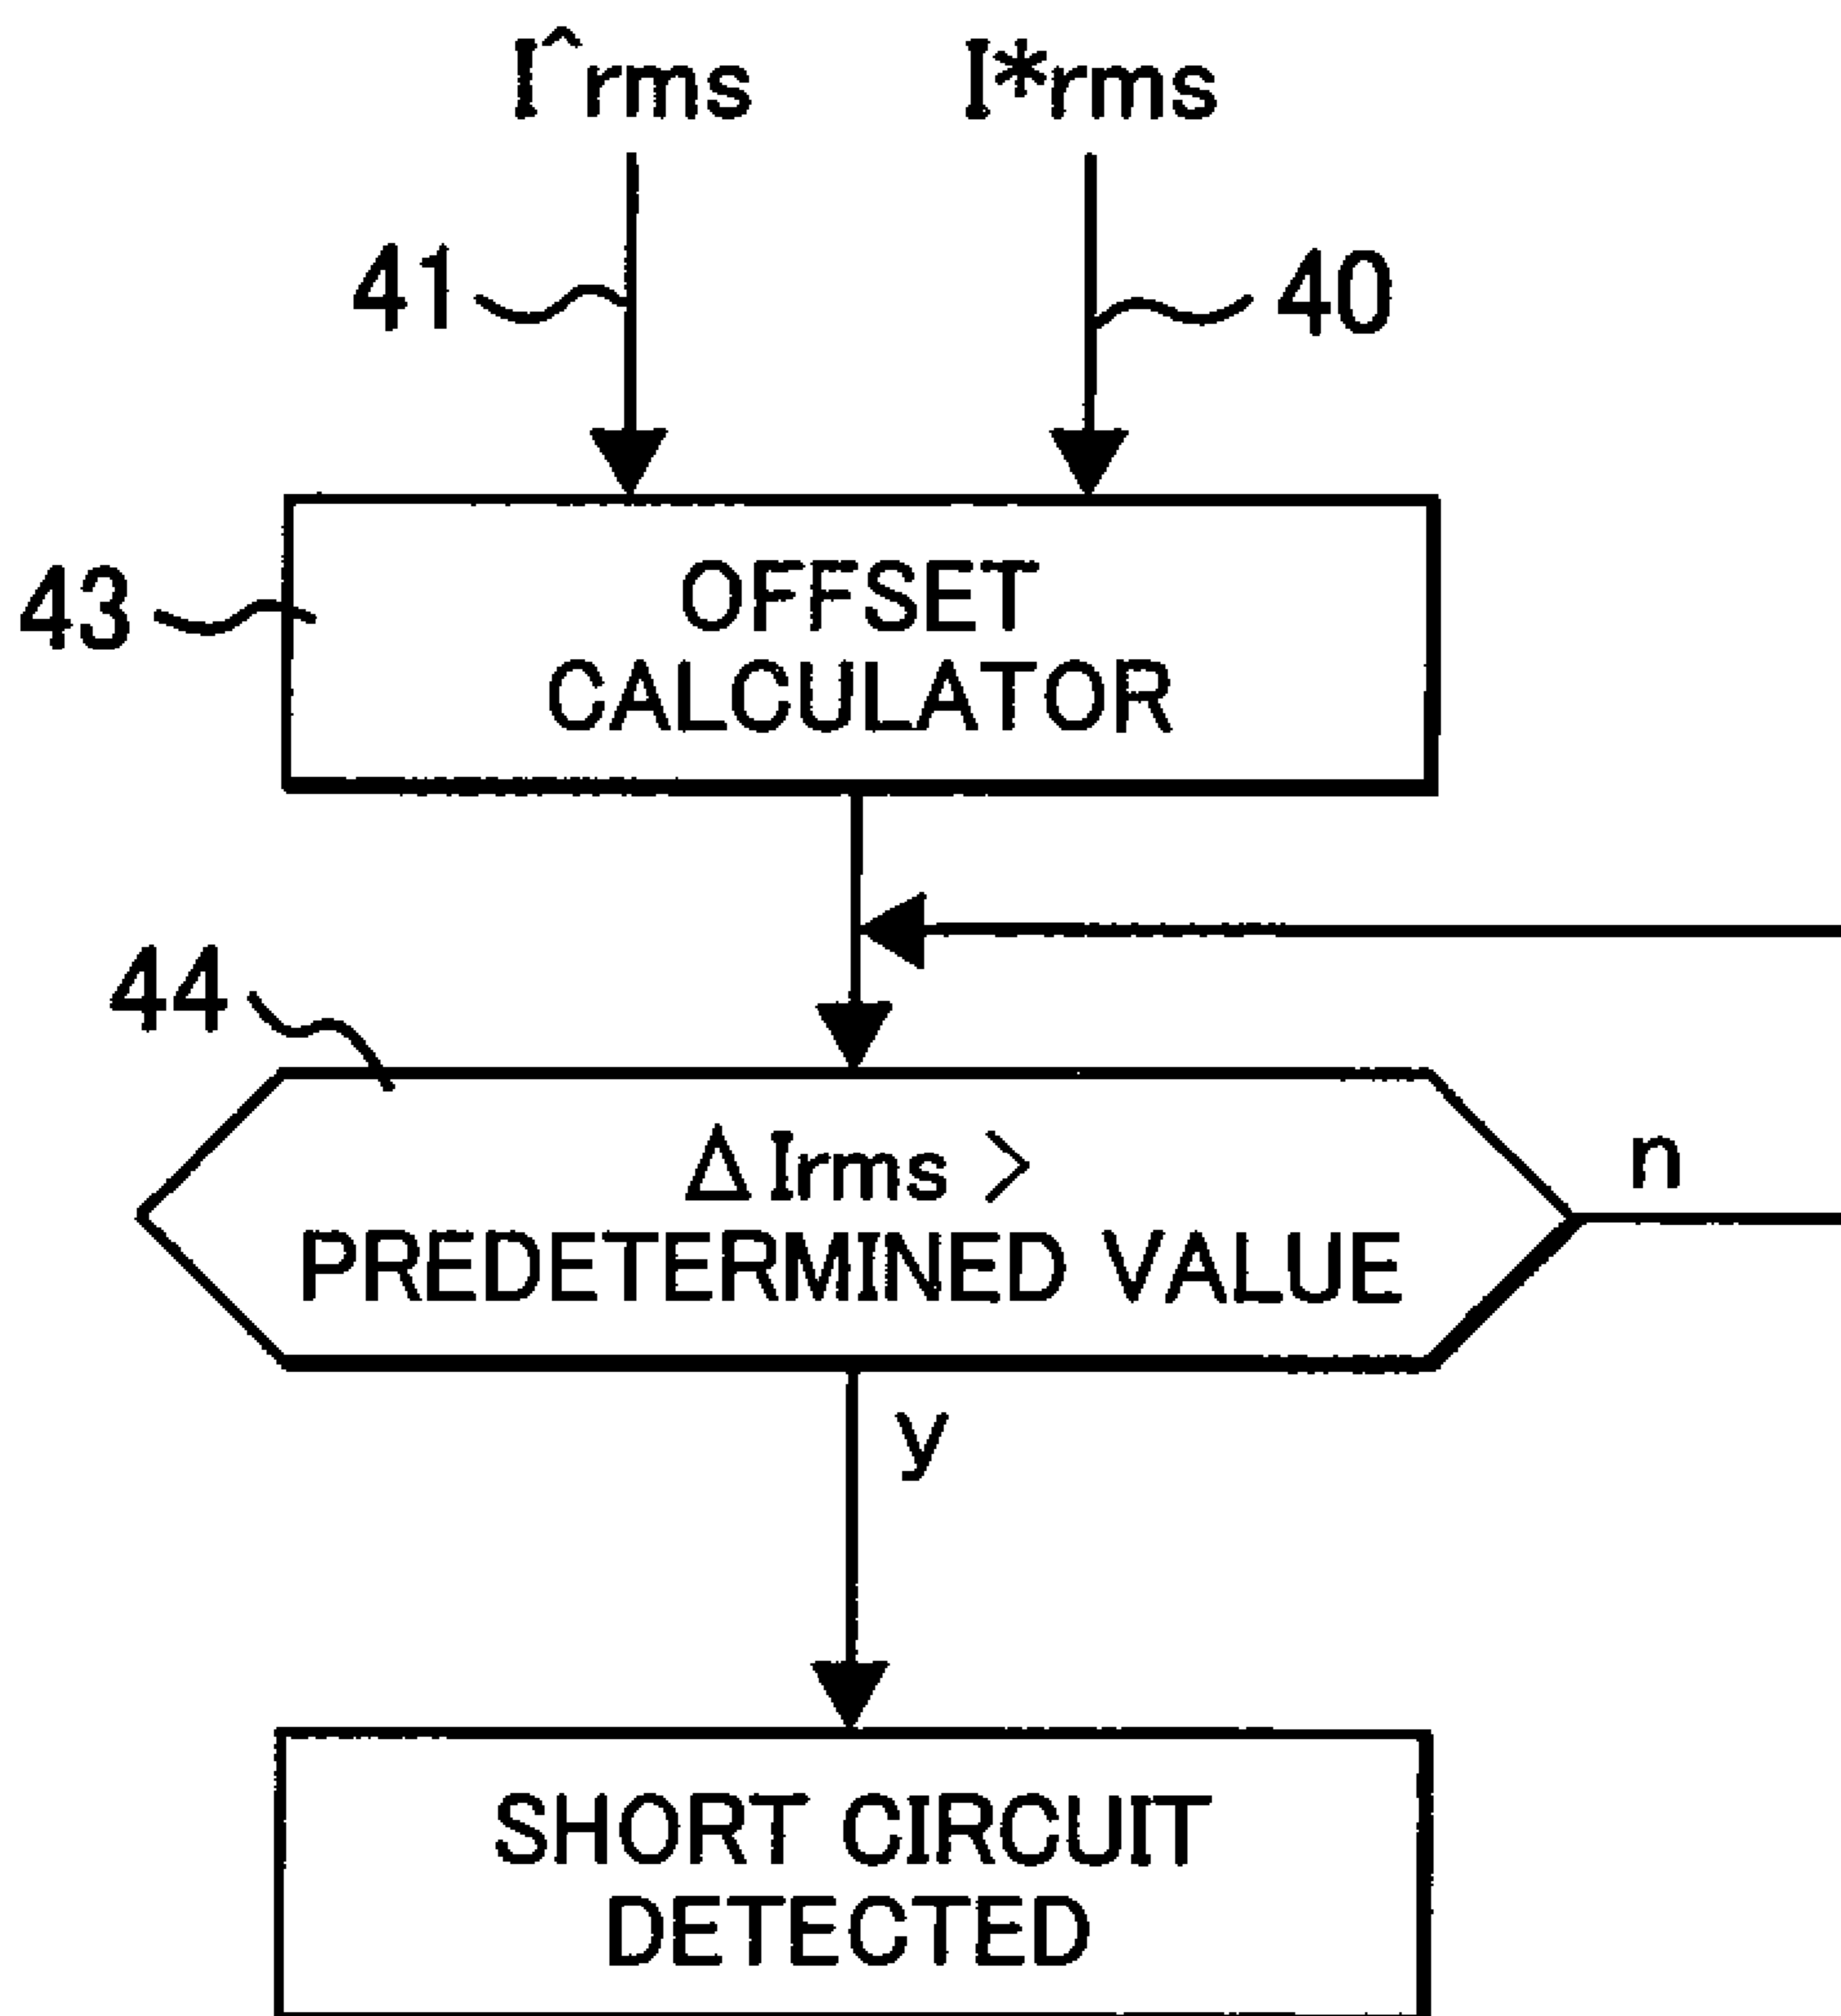 I^rms I*rms
41 40
43
OFFSET
CALCULATOR
44
ΔIrms >
PREDETERMINED VALUE
n
y
SHORT CIRCUIT
DETECTED